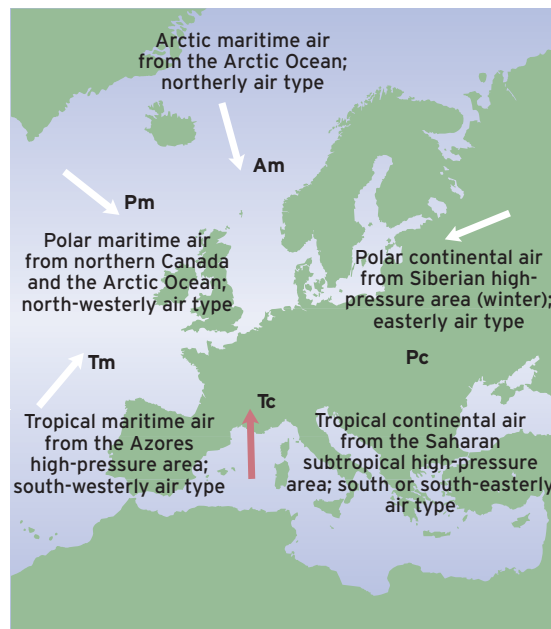 Arctic maritime air
from the Arctic Ocean;
northerly air type
Am
Pm
Polar maritime air
from northern Canada
and the Arctic Ocean;
north-westerly air type
Polar continental air
from Siberian high-
pressure area (winter);
easterly air type
Pc
Tm
Tropical maritime air
from the Azores
high-pressure area;
south-westerly air type
Tc
Tropical continental air
from the Saharan
subtropical high-pressure
area; south or south-easterly
air type